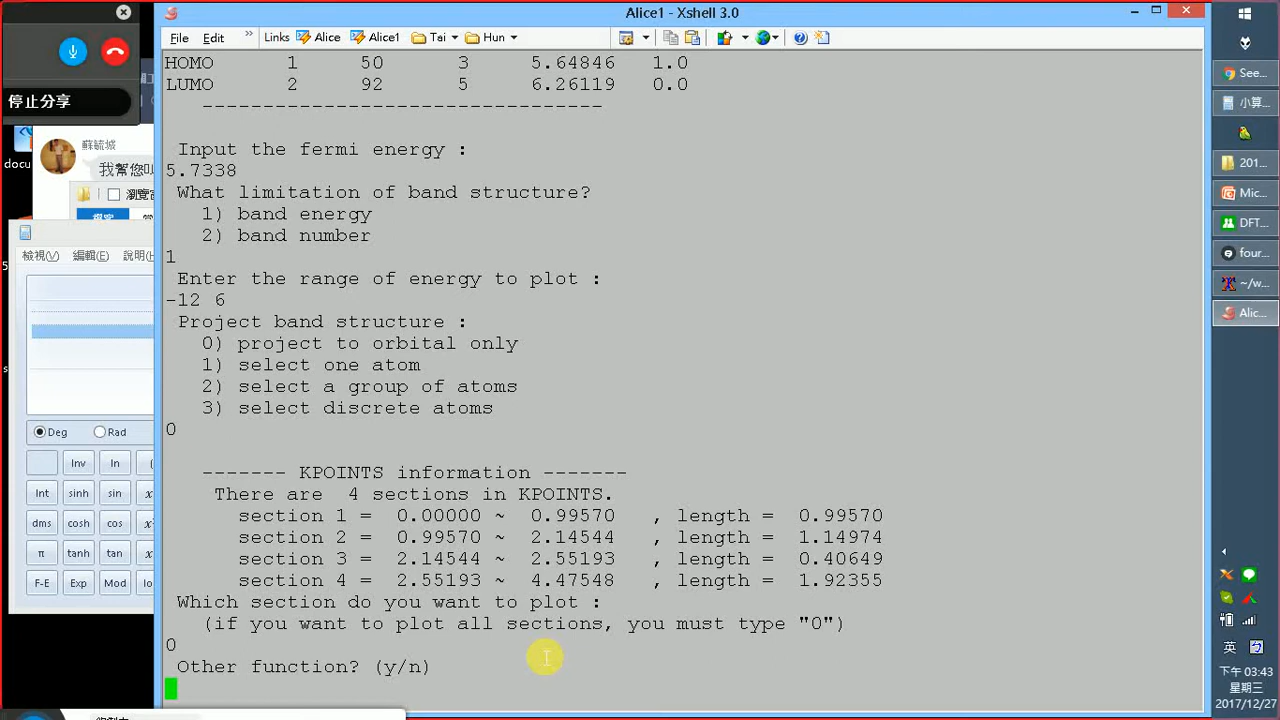 Alice1 - Xshell 3.0
File Edit » Links Alice Alice1 Tai Hun
停止分享
HOMO 1 50 3 5.64846 1.0
LUMO 2 92 5 6.26119 0.0
-----------------------------------
Input the fermi energy :
5.7338
What limitation of band structure?
1) band energy
2) band number
1
Enter the range of energy to plot :
-12 6
Project band structure :
0) project to orbital only
1) select one atom
2) select a group of atoms
3) select discrete atoms
0
------- KPOINTS information -------
There are 4 sections in KPOINTS.
section 1 = 0.00000 ~ 0.99570 , length = 0.99570
section 2 = 0.99570 ~ 2.14544 , length = 1.14974
section 3 = 2.14544 ~ 2.55193 , length = 0.40649
section 4 = 2.55193 ~ 4.47548 , length = 1.92355
Which section do you want to plot :
(if you want to plot all sections, you must type "0")
0
Other function? (y/n)
docu
蘇毓城
我幫您
檢視(V) 編輯(E) 說明(H
Deg Rad
Inv ln (
Int sinh sin
dms cosh cos
π tanh tan
F-E Exp Mod lo
See...
小算...
201...
Mic...
DFT...
four...
~/w...
Alic...
英
下午 03:43
星期三
2017/12/27